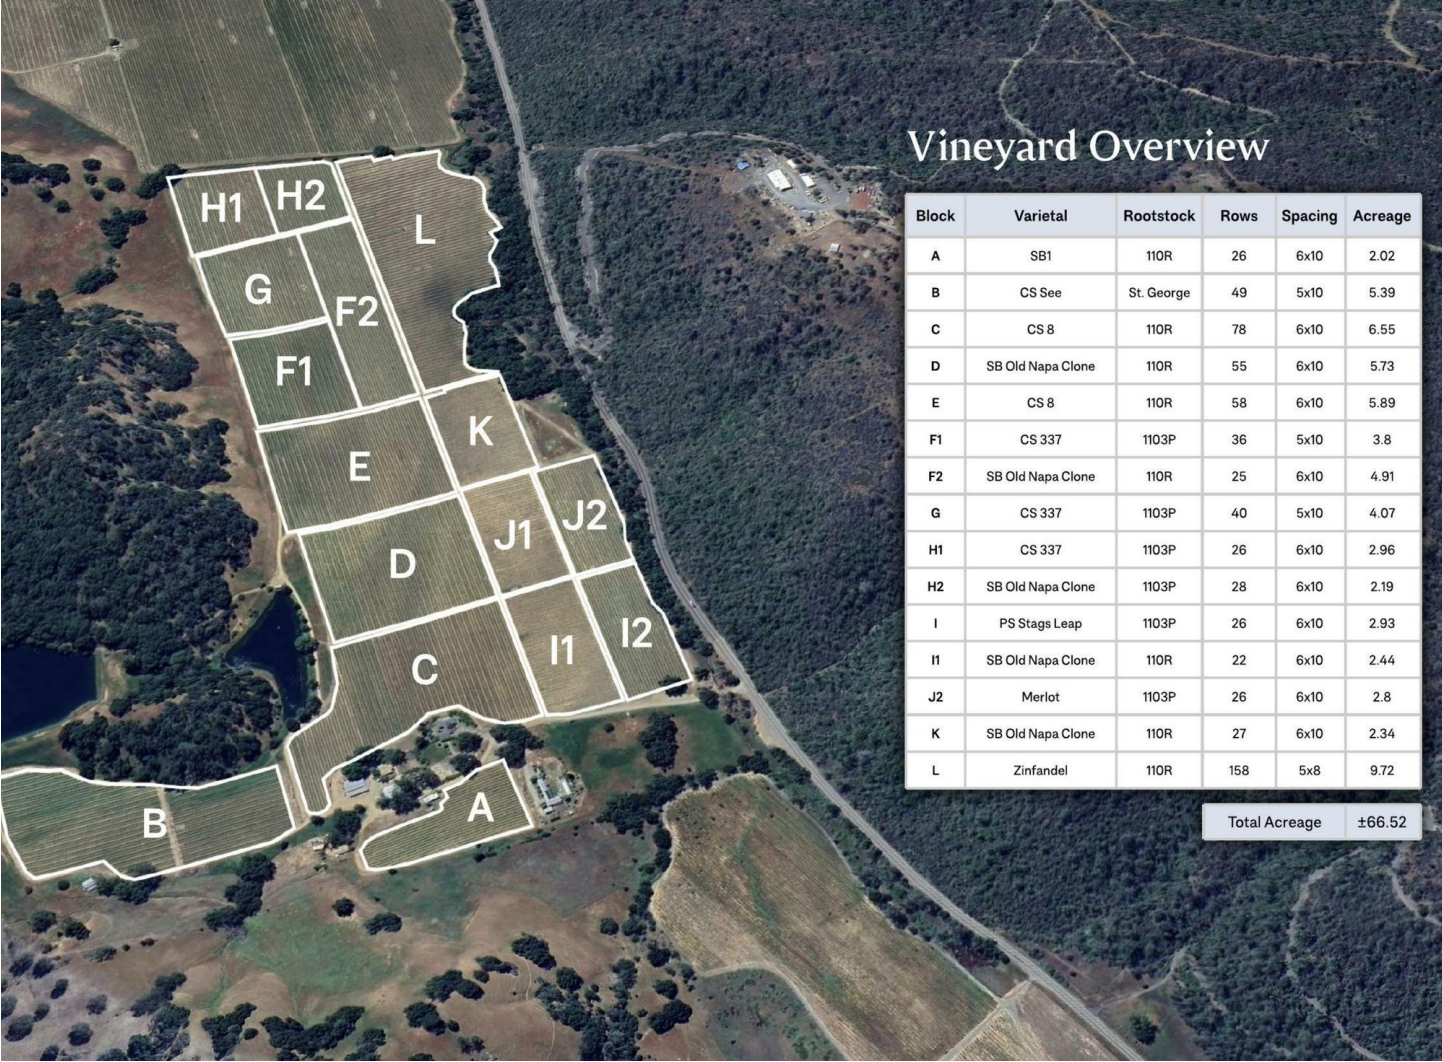 Vineyard Overview
Block Varietal Rootstock Rows Spacing Acreage
A SB1 110R 26 6x10 2.02
B CS See St. George 49 5x10 5.39
C CS 8 110R 78 6x10 6.55
D SB Old Napa Clone 110R 55 6x10 5.73
E CS 8 110R 58 6x10 5.89
F1 CS 337 1103P 36 5x10 3.8
F2 SB Old Napa Clone 110R 25 6x10 4.91
G CS 337 1103P 40 5x10 4.07
H1 CS 337 1103P 26 6x10 2.96
H2 SB Old Napa Clone 1103P 28 6x10 2.19
I PS Stags Leap 1103P 26 6x10 2.93
I1 SB Old Napa Clone 110R 22 6x10 2.44
J2 Merlot 1103P 26 6x10 2.8
K SB Old Napa Clone 110R 27 6x10 2.34
L Zinfandel 110R 158 5x8 9.72
Total Acreage ±66.52
H1 H2 L
G F2
F1
E K
D J1 J2
C I1 I2
B A